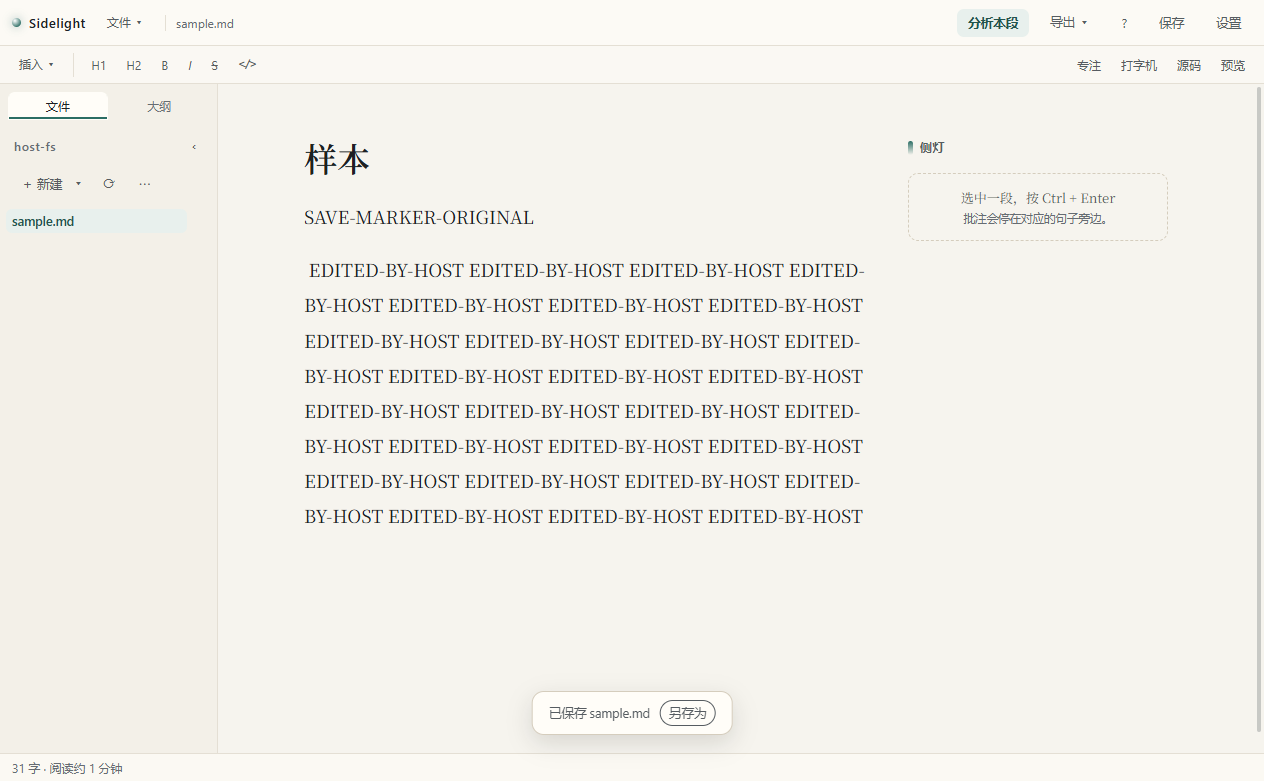 Sidelight 文件 ▾ sample.md 分析本段 导出 ▾ ? 保存 设置
插入 ▾ H1 H2 B I S </> 专注 打字机 源码 预览
文件 大纲
host-fs ‹
+ 新建 ▾ ⟳ ···
sample.md
样本
SAVE-MARKER-ORIGINAL
EDITED-BY-HOST EDITED-BY-HOST EDITED-BY-HOST EDITED-
BY-HOST EDITED-BY-HOST EDITED-BY-HOST EDITED-BY-HOST
EDITED-BY-HOST EDITED-BY-HOST EDITED-BY-HOST EDITED-
BY-HOST EDITED-BY-HOST EDITED-BY-HOST EDITED-BY-HOST
EDITED-BY-HOST EDITED-BY-HOST EDITED-BY-HOST EDITED-
BY-HOST EDITED-BY-HOST EDITED-BY-HOST EDITED-BY-HOST
EDITED-BY-HOST EDITED-BY-HOST EDITED-BY-HOST EDITED-
BY-HOST EDITED-BY-HOST EDITED-BY-HOST EDITED-BY-HOST
侧灯
选中一段，按 Ctrl + Enter
批注会停在对应的句子旁边。
已保存 sample.md 另存为
31 字 · 阅读约 1 分钟